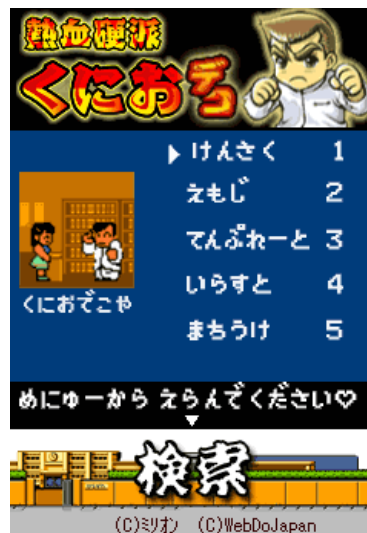 熱血硬派
くにおデコ
▶けんさく 1
えもじ 2
てんぷれーと 3
いらすと 4
まちうけ 5
くにおでこや
めにゅーから えらんでください♡
▼
検索
(C)ミリオン (C)WebDoJapan